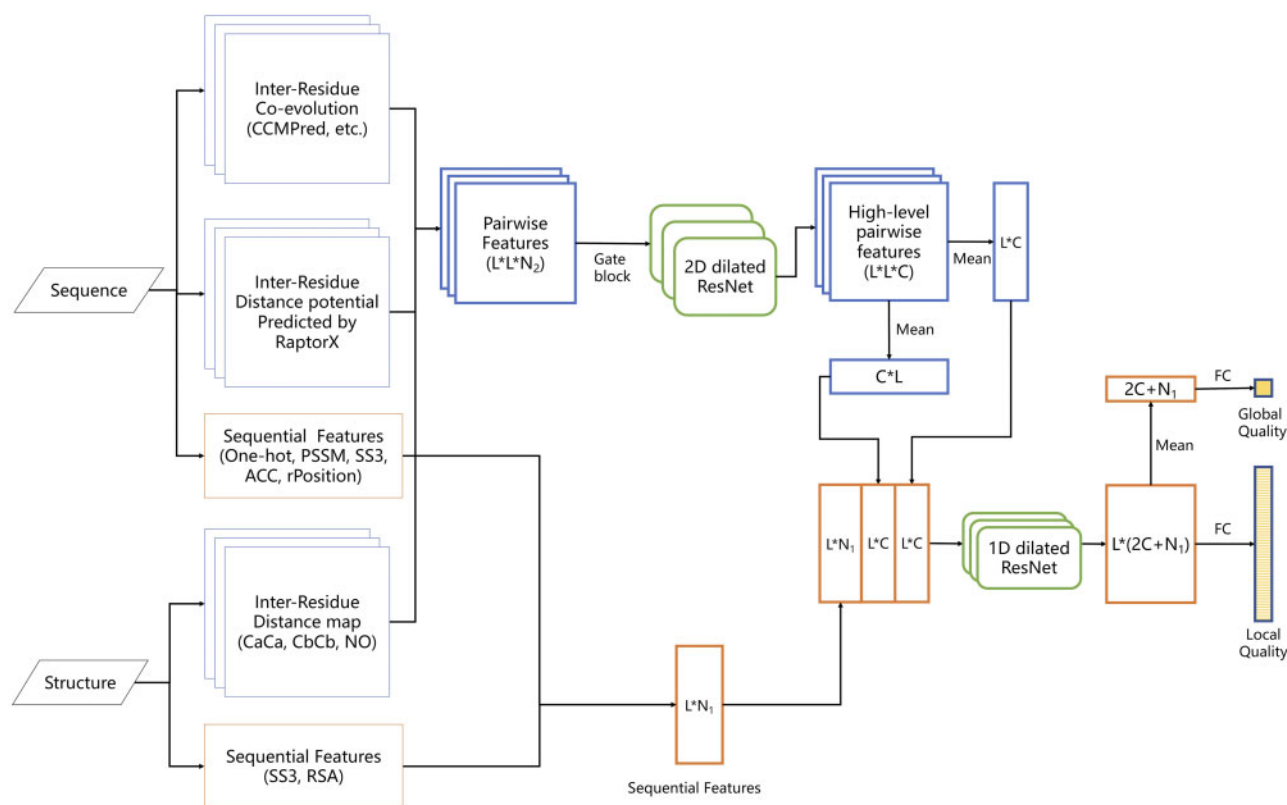 Sequence
Structure
Inter-Residue
Co-evolution
(CCMPred, etc.)
Inter-Residue
Distance potential
Predicted by
RaptorX
Sequential Features
(One-hot, PSSM, SS3,
ACC, rPosition)
Inter-Residue
Distance map
(CaCa, CbCb, NO)
Sequential Features
(SS3, RSA)
Pairwise
Features
(L*L*N₂)
Gate
block
2D dilated
ResNet
High-level
pairwise
features
(L*L*C)
Mean
L*C
Mean
C*L
L*N₁
Sequential Features
L*N₁
L*C
L*C
1D dilated
ResNet
L*(2C+N₁)
Mean
2C+N₁
FC
Global
Quality
FC
Local
Quality